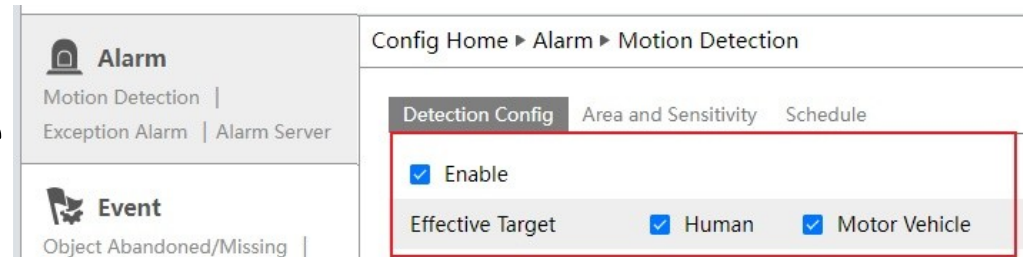 Alarm
Motion Detection |
Exception Alarm | Alarm Server
Event
Object Abandoned/Missing |
Config Home ▸ Alarm ▸ Motion Detection
Detection Config Area and Sensitivity Schedule
Enable
Effective Target Human Motor Vehicle